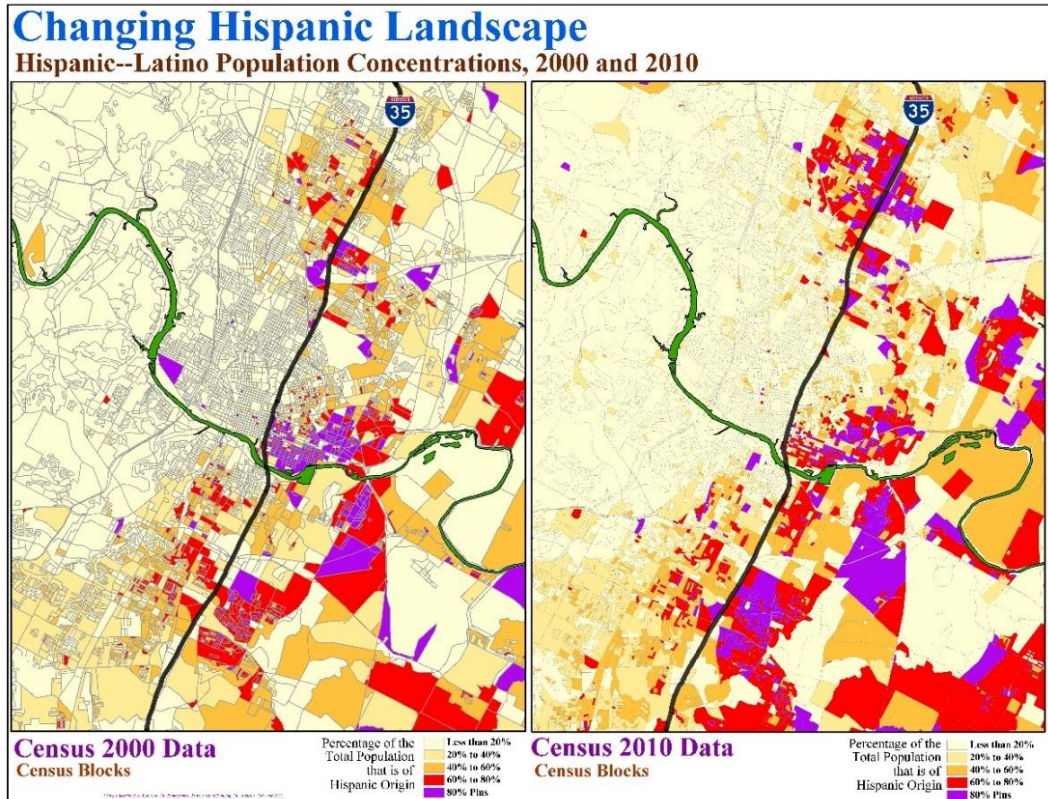 Changing Hispanic Landscape
Hispanic--Latino Population Concentrations, 2000 and 2010
35
35
Census 2000 Data
Census Blocks
Percentage of the
Total Population
that is of
Hispanic Origin
Less than 20%
20% to 40%
40% to 60%
60% to 80%
80% Plus
Census 2010 Data
Census Blocks
Percentage of the
Total Population
that is of
Hispanic Origin
Less than 20%
20% to 40%
40% to 60%
60% to 80%
80% Plus